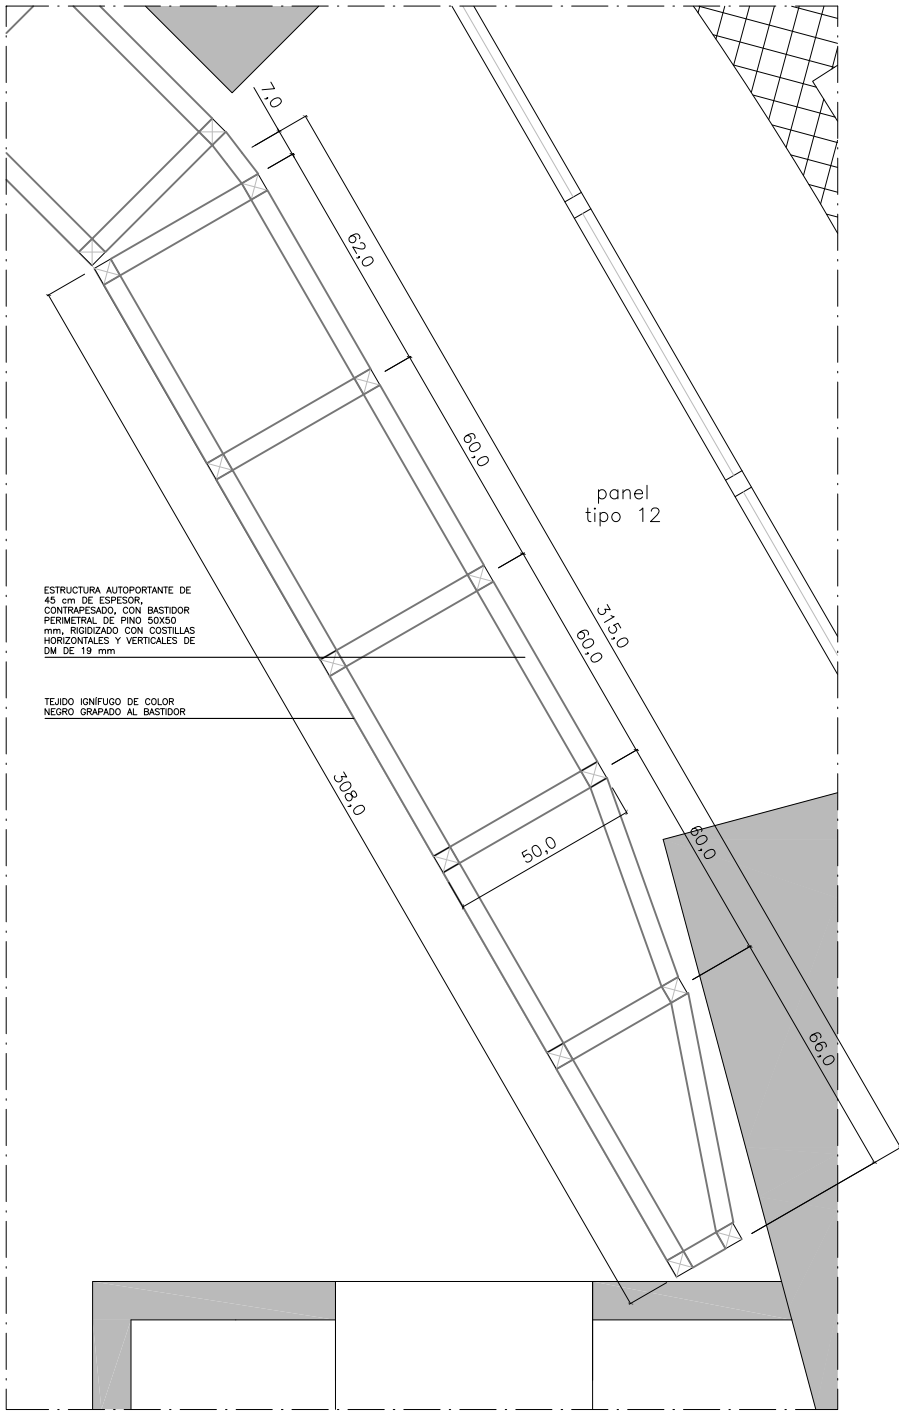 7,0
62,0
60,0
panel
tipo 12
315,0
60,0
ESTRUCTURA AUTOPORTANTE DE
45 cm DE ESPESOR,
CONTRAPESADO, CON BASTIDOR
PERIMETRAL DE PINO 50X50
mm, RIGIDIZADO CON COSTILLAS
HORIZONTALES Y VERTICALES DE
DM DE 19 mm
TEJIDO IGNÍFUGO DE COLOR
NEGRO GRAPADO AL BASTIDOR
308,0
50,0
60,0
66,0